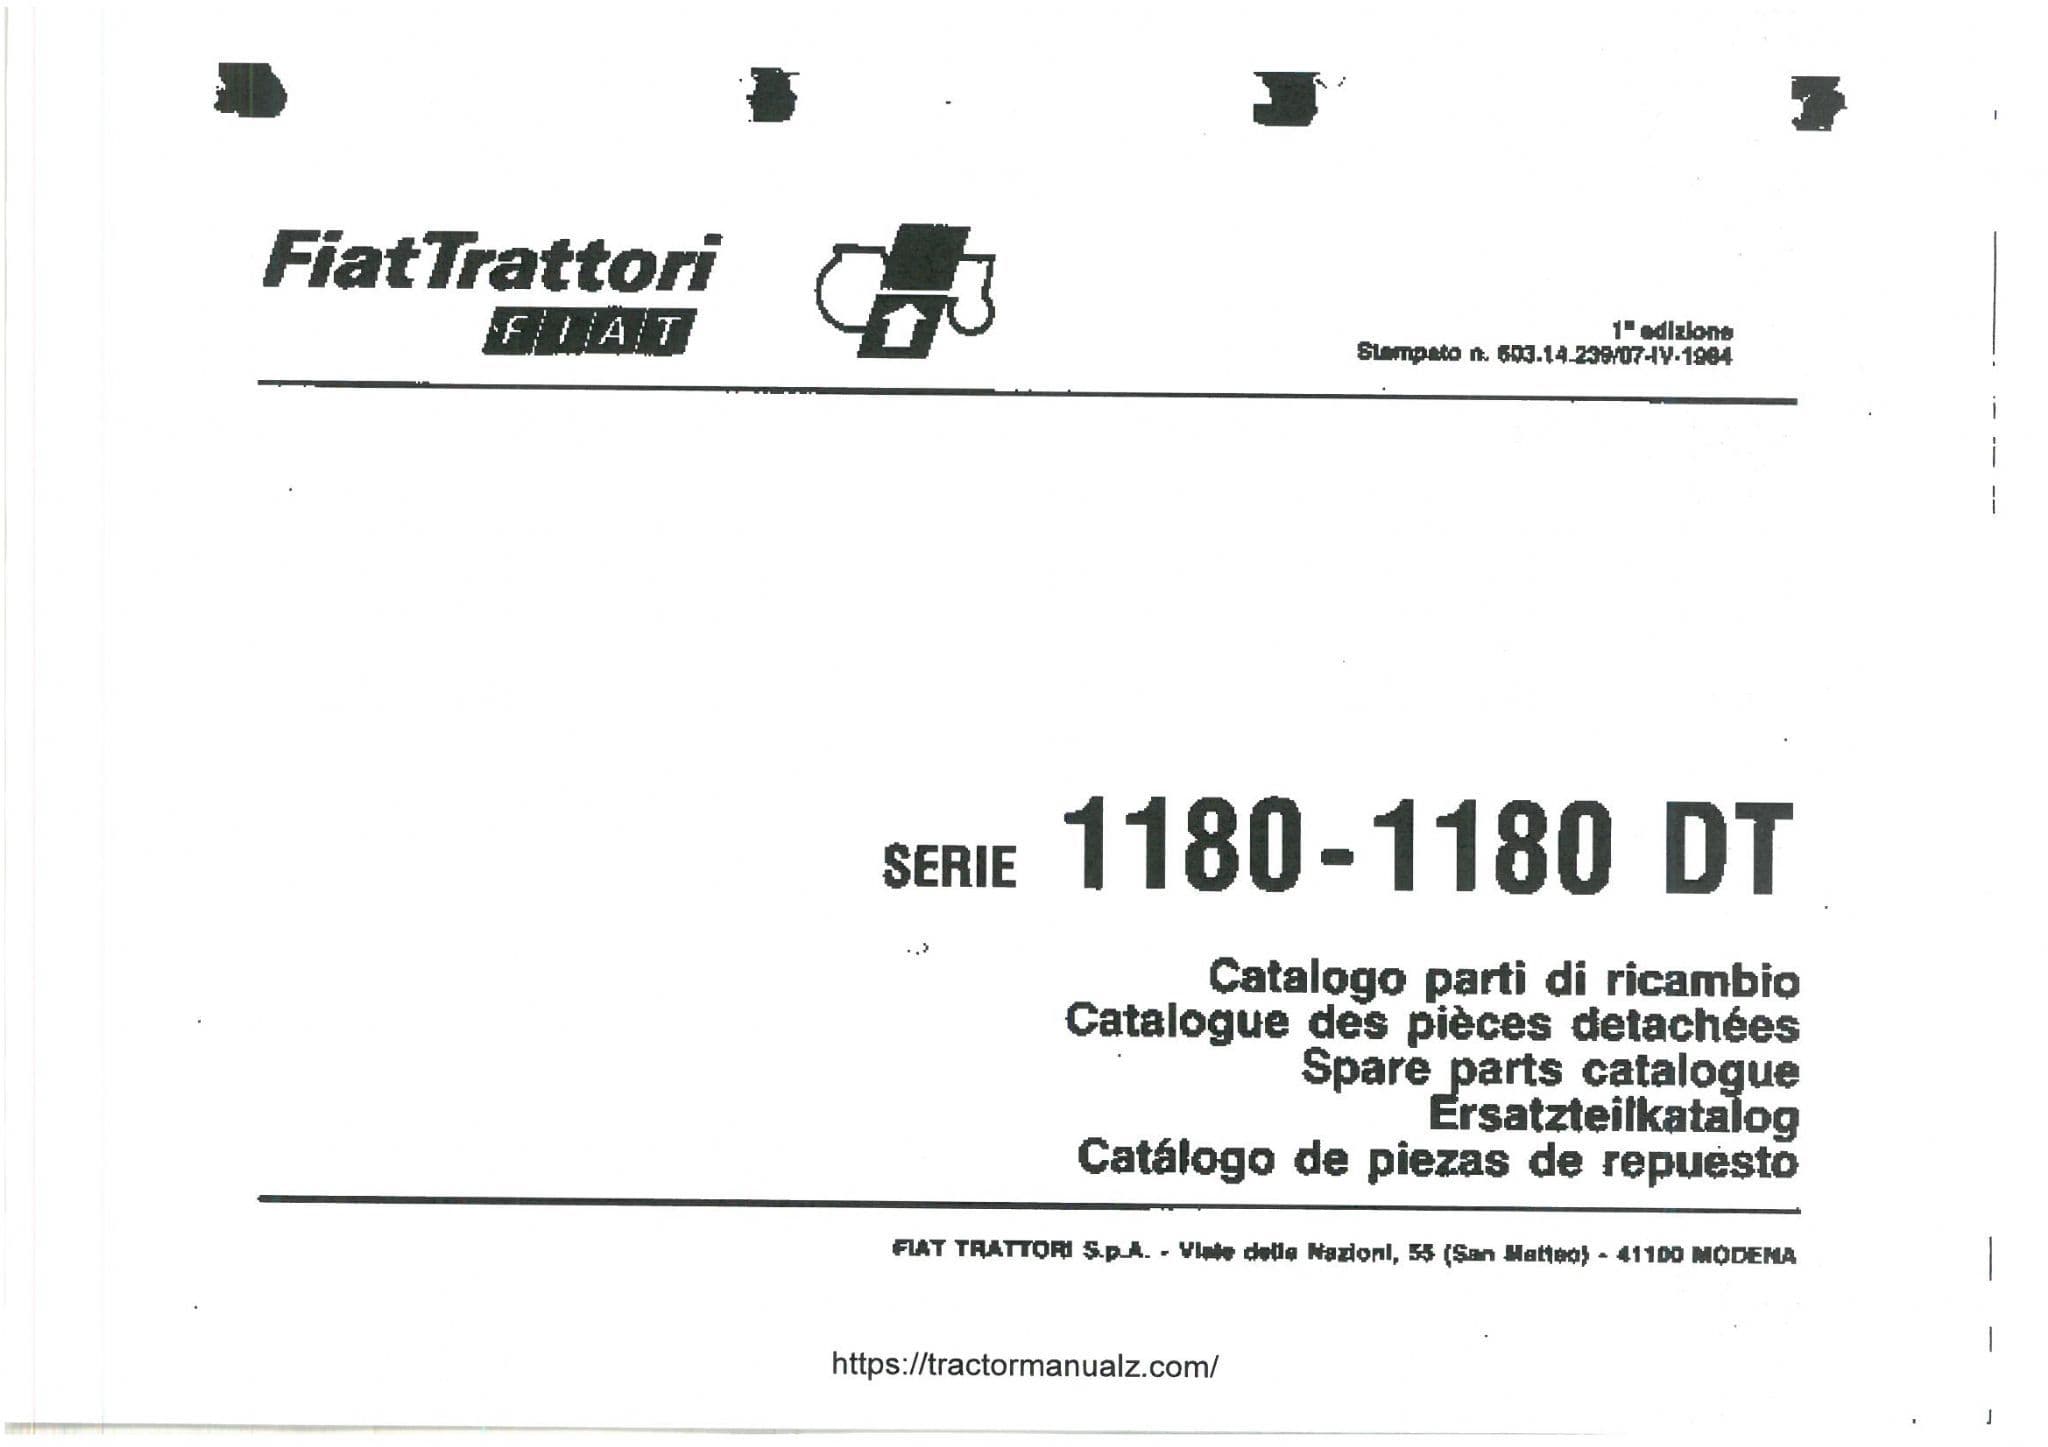 FiatTrattori
FIAT
1ª edizione
Stampato n. 603.14.239/07-IV-1984
SERIE 1180-1180 DT
Catalogo parti di ricambio
Catalogue des pièces detachées
Spare parts catalogue
Ersatzteilkatalog
Catálogo de piezas de repuesto
FIAT TRATTORI S.p.A. - Viale delle Nazioni, 55 (San Matteo) - 41100 MODENA
https://tractormanualz.com/